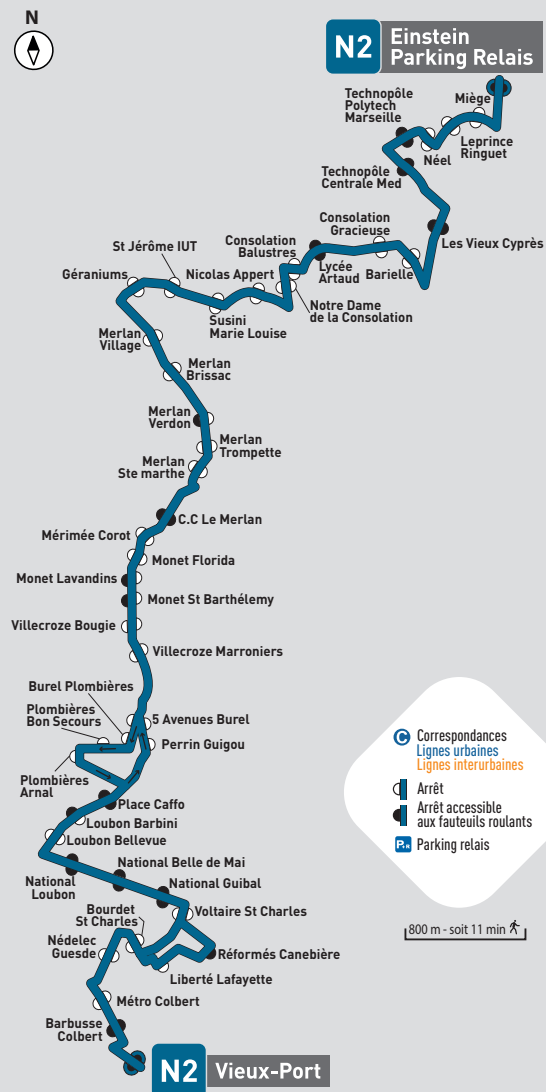 N
N2
Einstein
Parking Relais
Technopôle
Polytech
Marseille
Miège
Leprince
Ringuet
Néel
Technopôle
Centrale Med
Consolation
Gracieuse
Les Vieux Cyprès
St Jérôme IUT
Consolation
Balustres
Lycée
Artaud
Barielle
Géraniums
Nicolas Appert
Notre Dame
de la Consolation
Susini
Marie Louise
Merlan
Village
Merlan
Brissac
Merlan
Verdon
Merlan
Trompette
Merlan
Ste marthe
C.C Le Merlan
Mérimée Corot
Monet Florida
Monet Lavandins
Monet St Barthélemy
Villecroze Bougie
Villecroze Marroniers
Burel Plombières
Plombières
Bon Secours
5 Avenues Burel
Perrin Guigou
Plombières
Arnal
Place Caffo
Loubon Barbini
Loubon Bellevue
National Belle de Mai
National
Loubon
National Guibal
Bourdet
St Charles
Voltaire St Charles
Nédelec
Guesde
Réformés Canebière
Liberté Lafayette
Métro Colbert
Barbusse
Colbert
N2
Vieux-Port
C
Correspondances
Lignes urbaines
Lignes interurbaines
Arrêt
Arrêt accessible
aux fauteuils roulants
P+R
Parking relais
800 m - soit 11 min